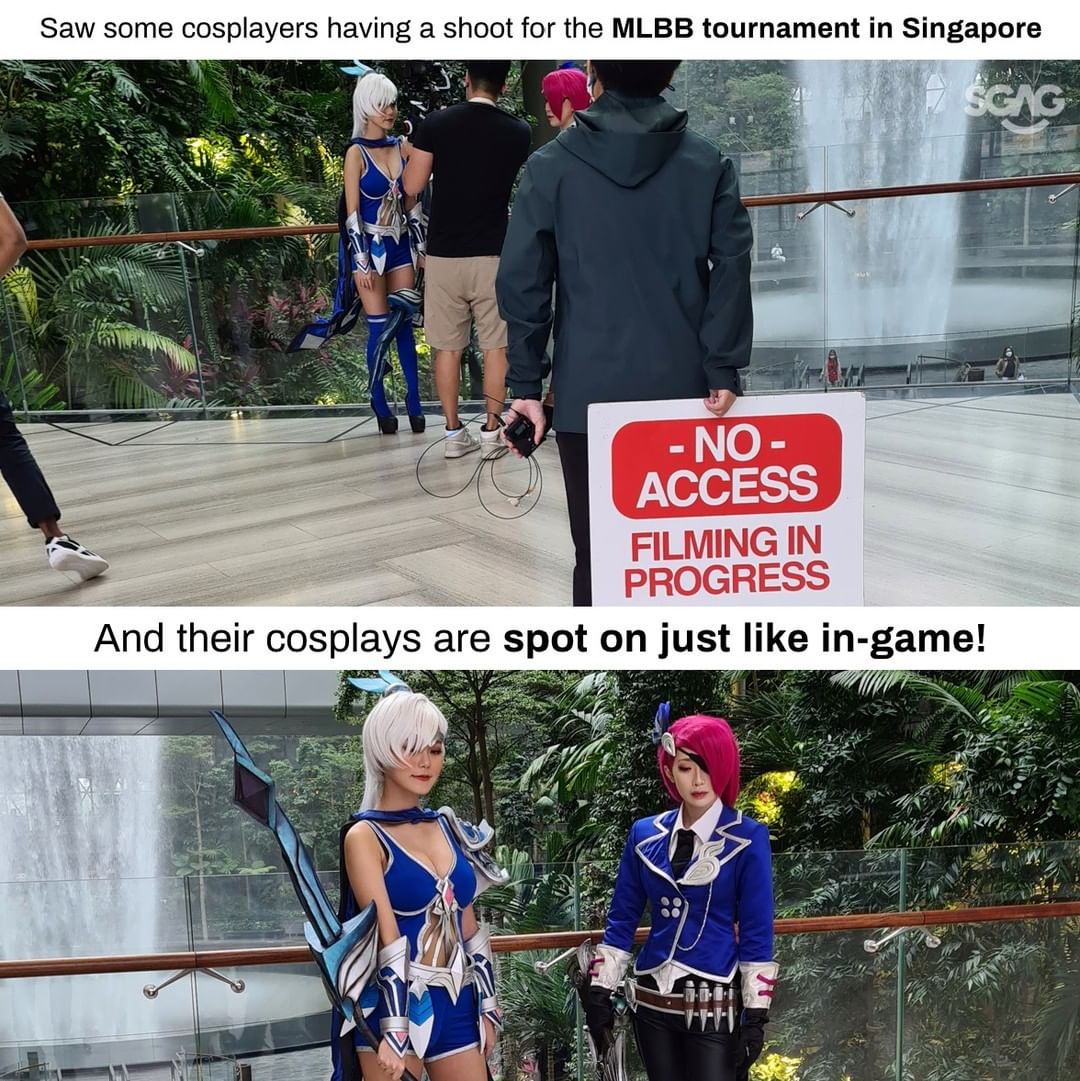 Saw some cosplayers having a shoot for the MLBB tournament in Singapore
SGAG
- NO -
ACCESS
FILMING IN
PROGRESS
And their cosplays are spot on just like in-game!